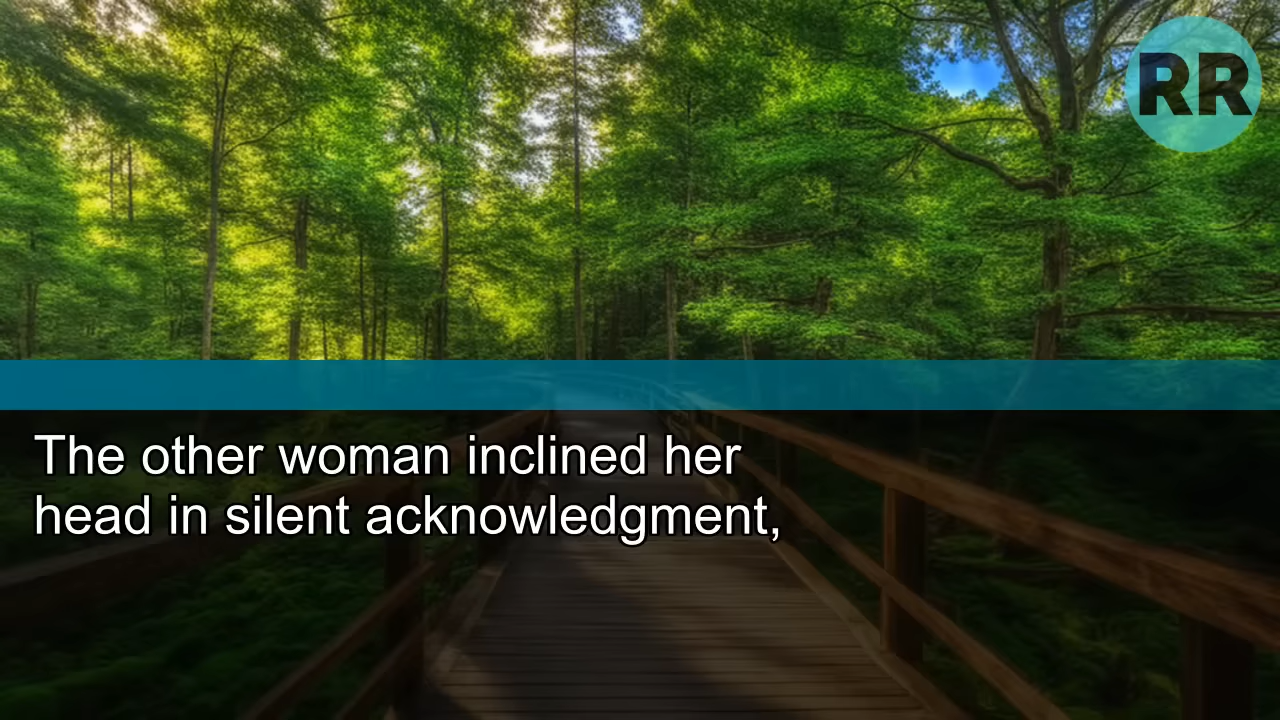 RR
The other woman inclined her
head in silent acknowledgment,